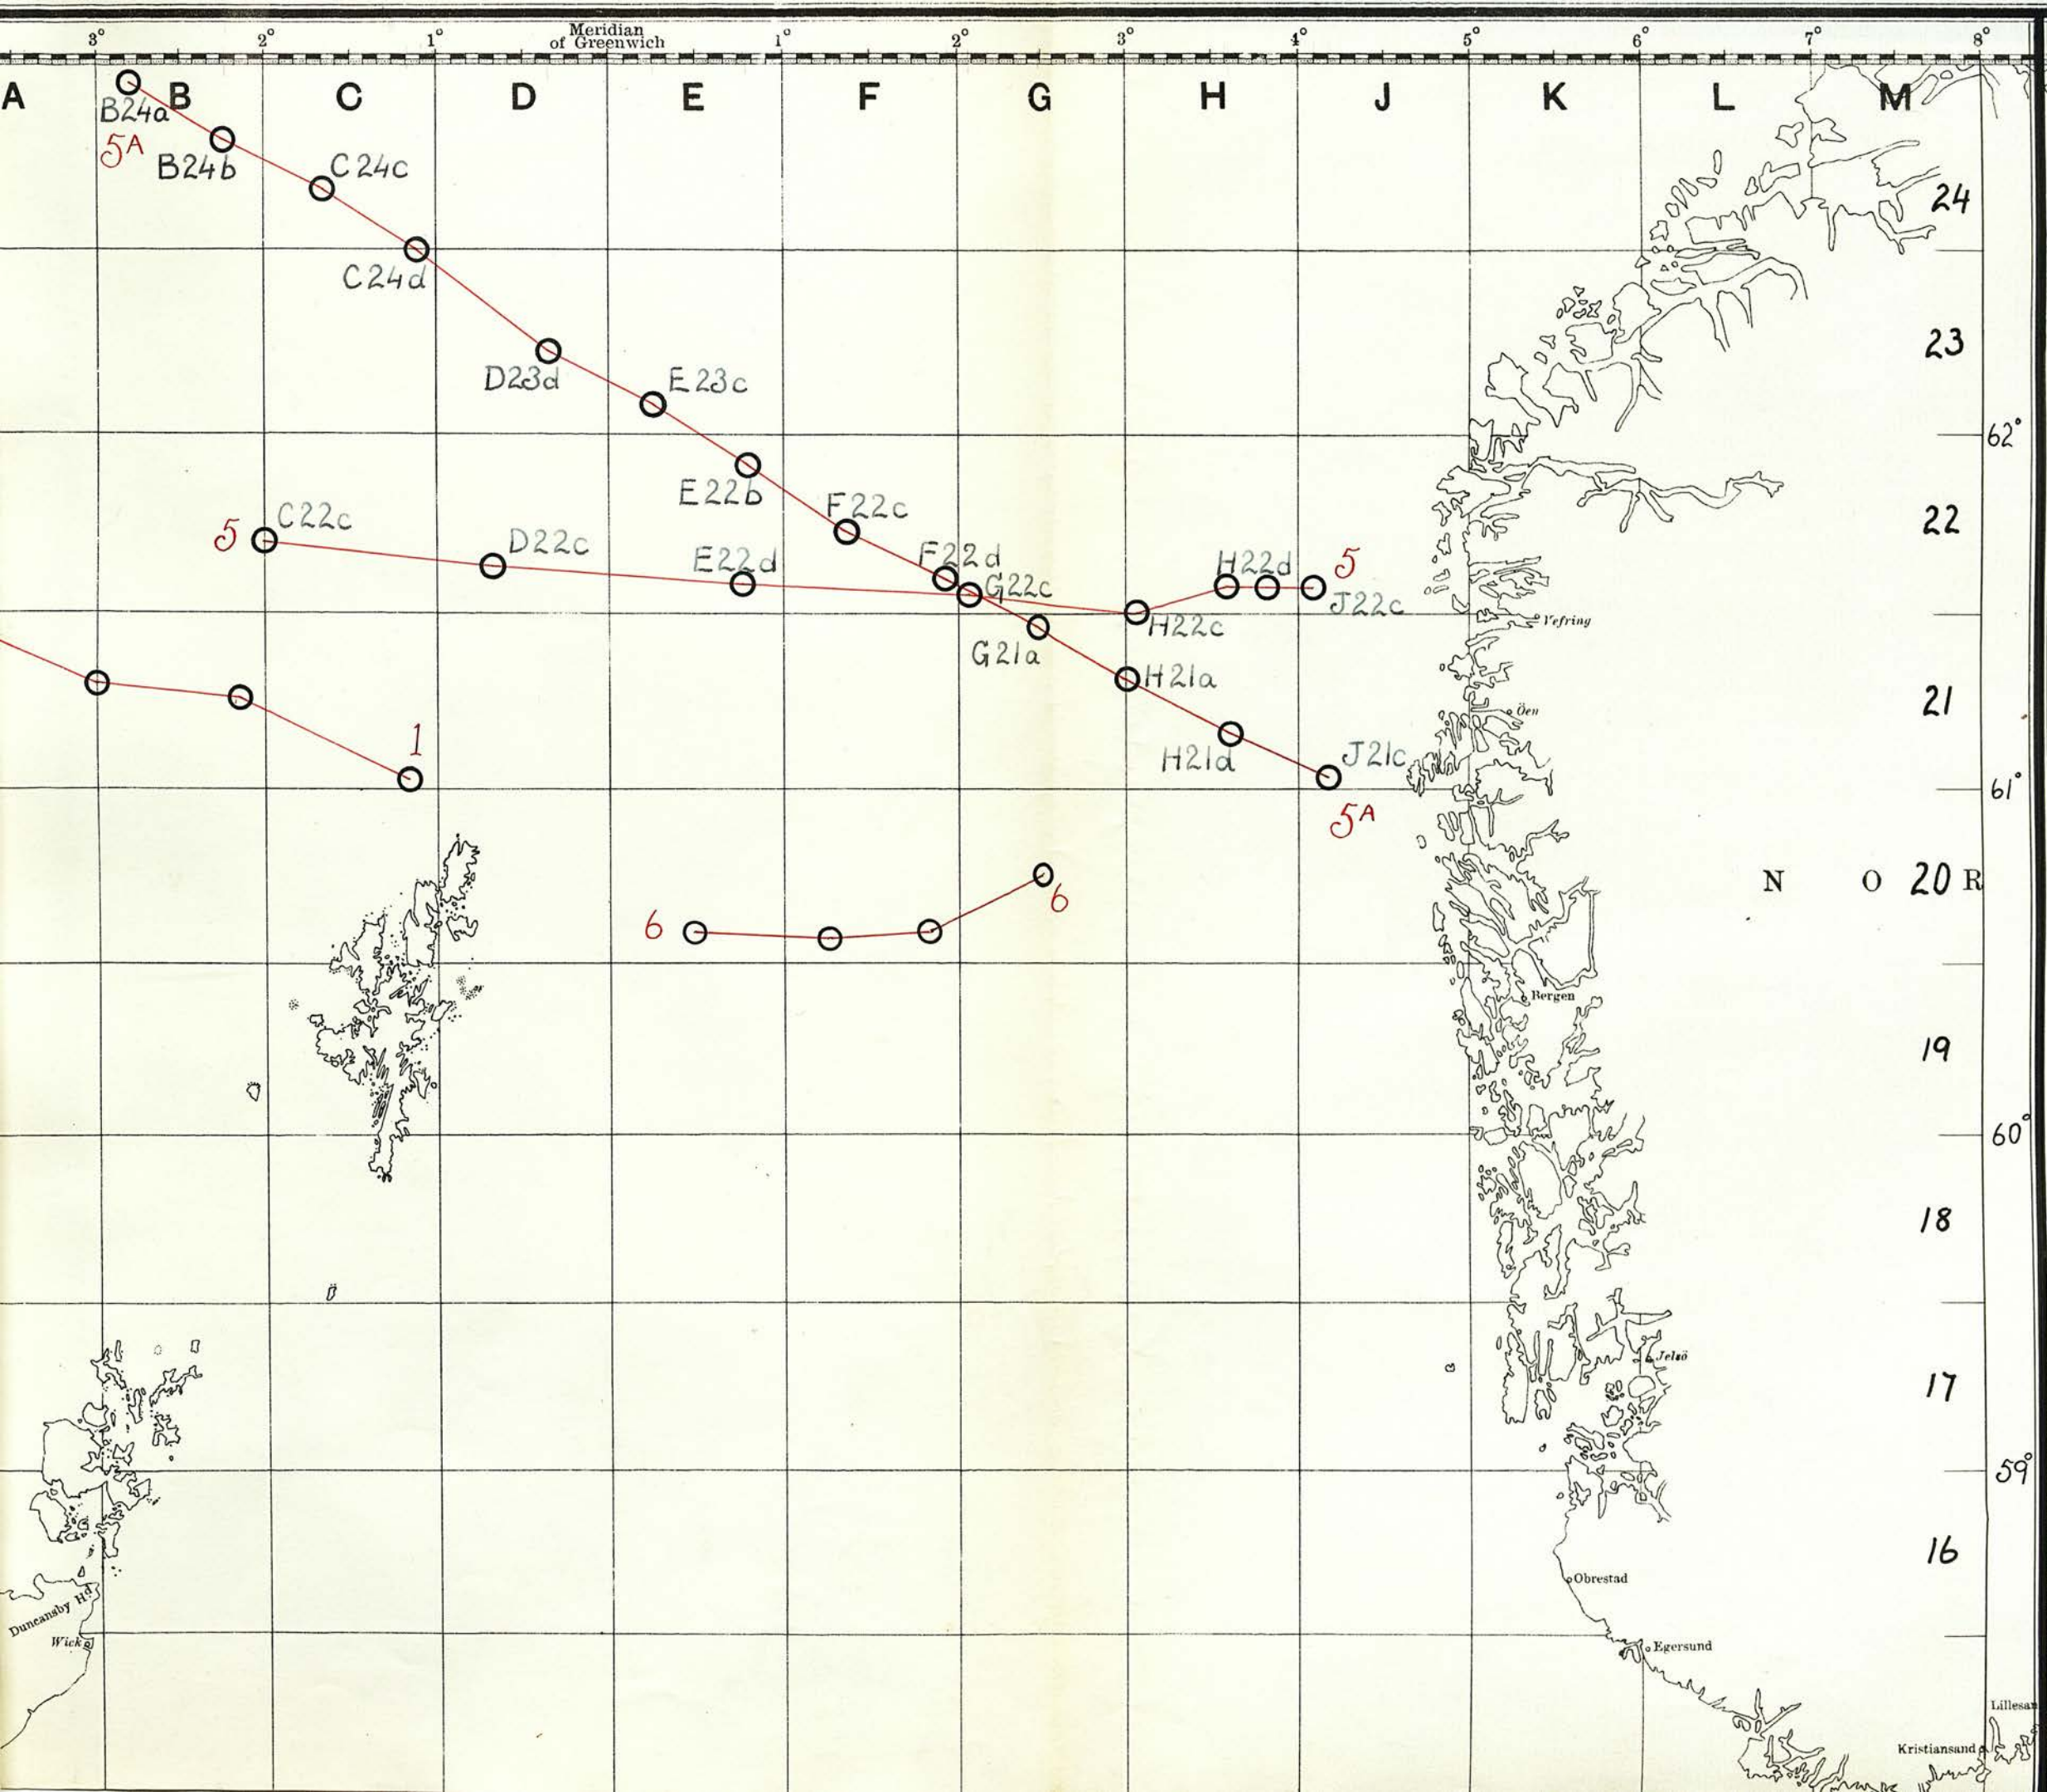 Meridian
of Greenwich
3° 2° 1° 1° 2° 3° 4° 5° 6° 7° 8°
A B C D E F G H J K L M
B24a
5A
B24b
C24c
24
C24d
23
D23d
E23c
62°
E22b
F22c
5
C22c
22
D22c
F22d
E22d
H22d
5
G22c
J22c
H22c
Vefring
G21a
H21a
21
Öen
1
H21d
J21c
61°
5A
N O R
20
6
6
Bergen
19
60°
18
Jelsö
17
59°
16
Obrestad
Duncansby Hd
Wick
Egersund
Lillesan
Kristiansand